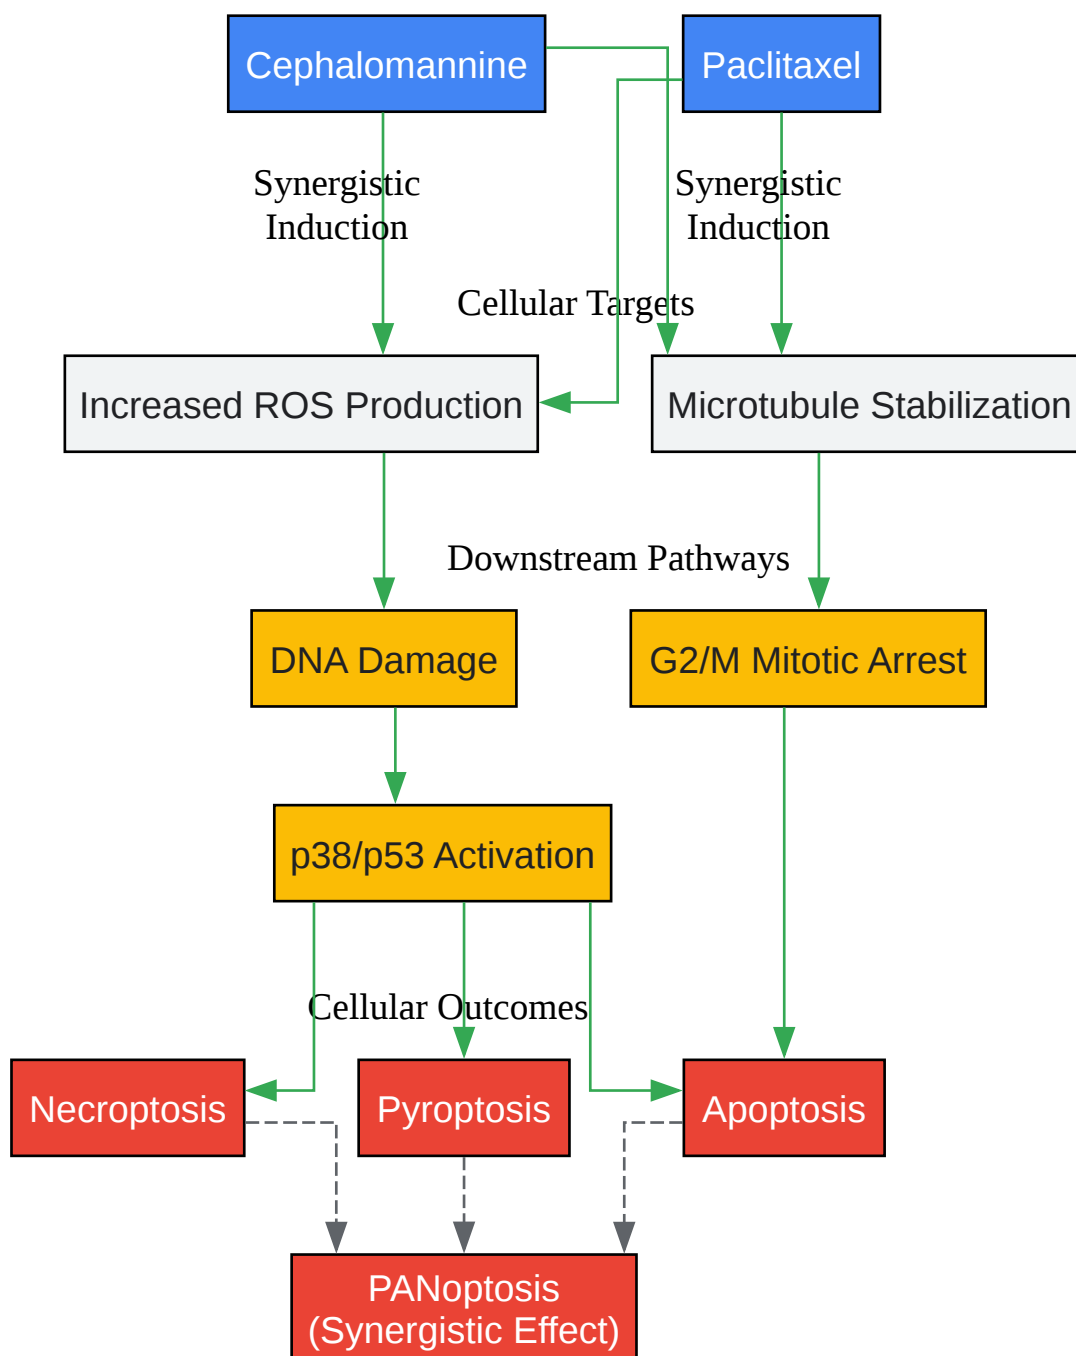 Cephalomannine
Paclitaxel
Synergistic
Induction
Synergistic
Induction
Cellular Targets
Increased ROS Production
Microtubule Stabilization
Downstream Pathways
DNA Damage
G2/M Mitotic Arrest
p38/p53 Activation
Cellular Outcomes
Necroptosis
Pyroptosis
Apoptosis
PANoptosis
(Synergistic Effect)